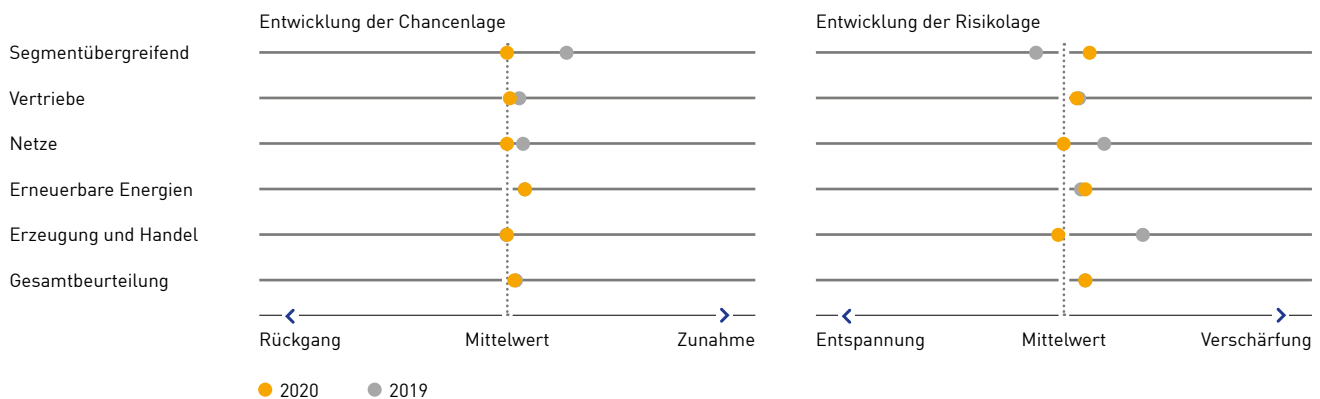 Entwicklung der Chancenlage
Entwicklung der Risikolage
Segmentübergreifend
Vertriebe
Netze
Erneuerbare Energien
Erzeugung und Handel
Gesamtbeurteilung
Rückgang Mittelwert Zunahme
Entspannung Mittelwert Verschärfung
2020 2019